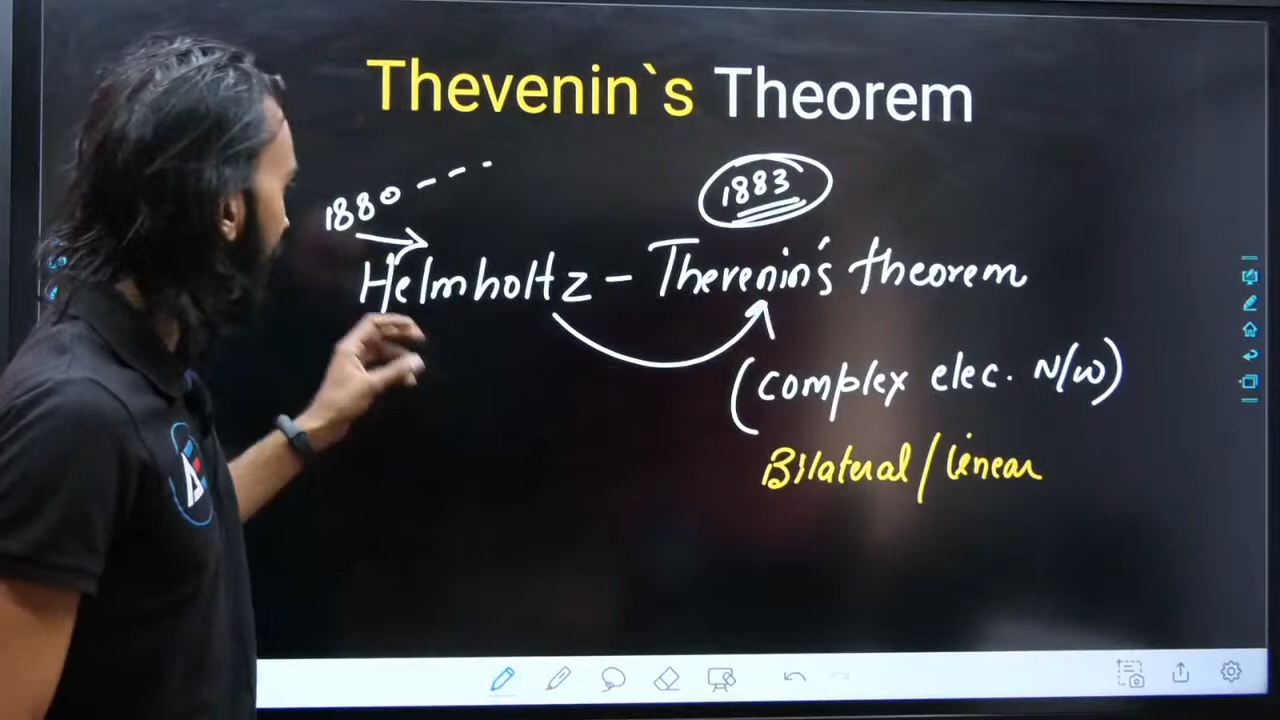 Thevenin`s Theorem
1880 ---
1883
Helmholtz - Thevenin's theorem
(complex elec. N/W)
Bilateral / Linear